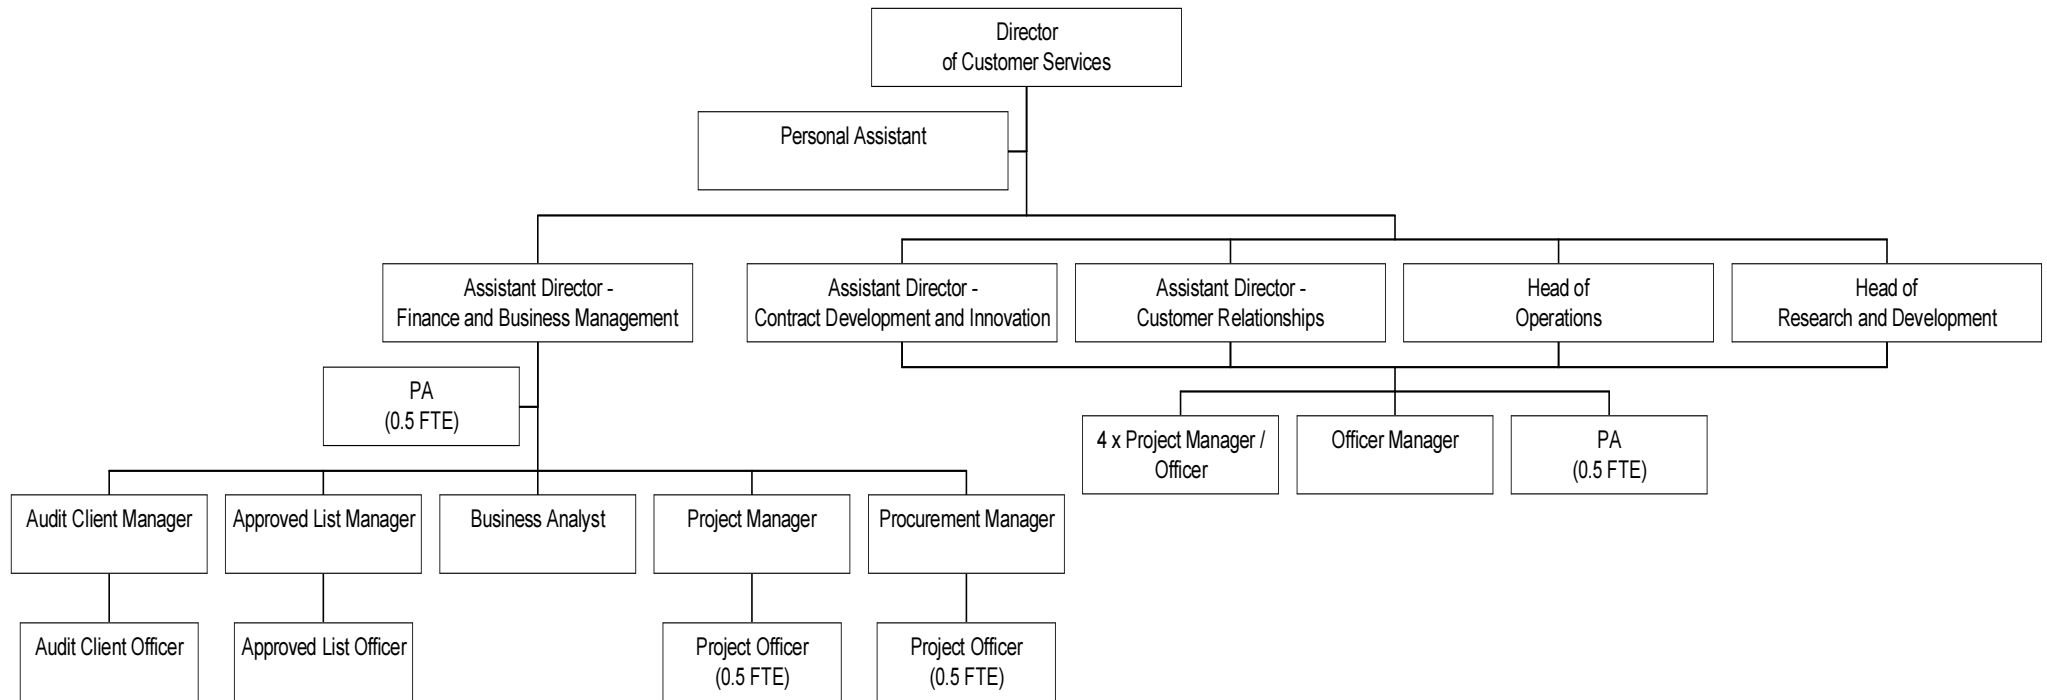 Director
of Customer Services
Personal Assistant
Assistant Director -
Finance and Business Management
Assistant Director -
Contract Development and Innovation
Assistant Director -
Customer Relationships
Head of
Operations
Head of
Research and Development
PA
(0.5 FTE)
4 x Project Manager /
Officer
Officer Manager
PA
(0.5 FTE)
Audit Client Manager
Approved List Manager
Business Analyst
Project Manager
Procurement Manager
Audit Client Officer
Approved List Officer
Project Officer
(0.5 FTE)
Project Officer
(0.5 FTE)